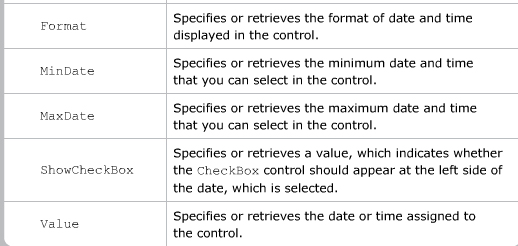 Format
Specifies or retrieves the format of date and time
displayed in the control.
MinDate
Specifies or retrieves the minimum date and time
that you can select in the control.
MaxDate
Specifies or retrieves the maximum date and time
that you can select in the control.
ShowCheckBox
Specifies or retrieves a value, which indicates whether
the CheckBox control should appear at the left side of
the date, which is selected.
Value
Specifies or retrieves the date or time assigned to
the control.